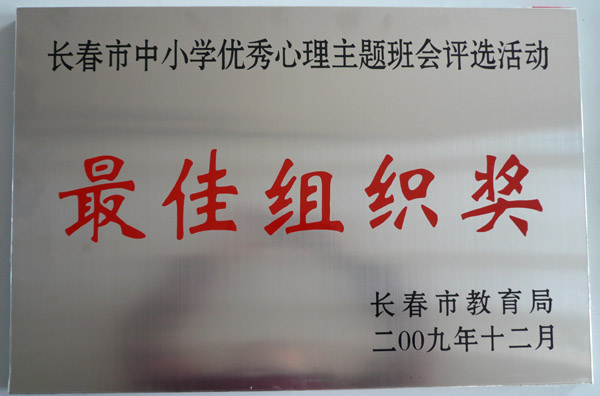 长春市中小学优秀心理主题班会评选活动
最佳组织奖
长春市教育局
二00九年十二月